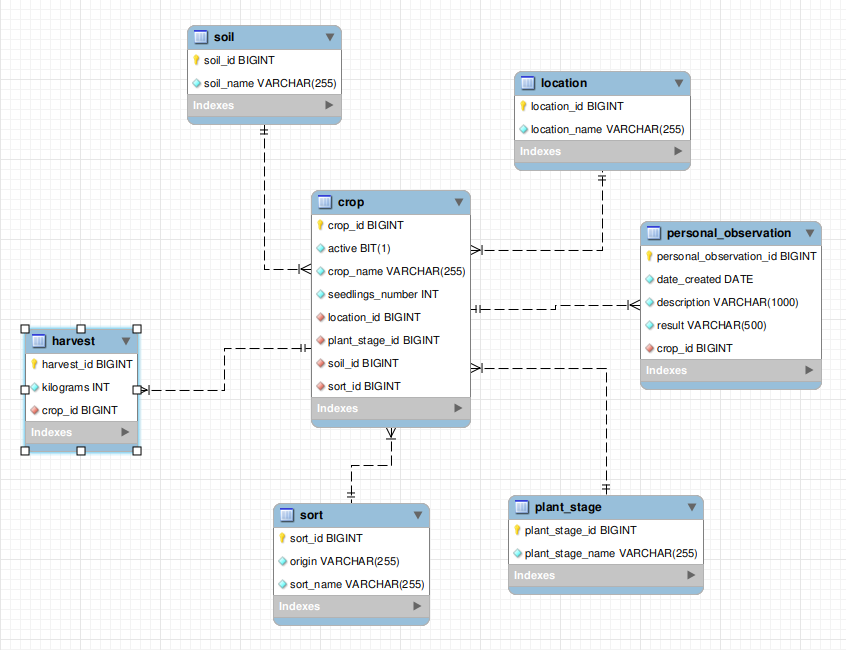 soil
soil_id BIGINT
soil_name VARCHAR(255)
Indexes
location
location_id BIGINT
location_name VARCHAR(255)
Indexes
crop
crop_id BIGINT
active BIT(1)
crop_name VARCHAR(255)
seedlings_number INT
location_id BIGINT
plant_stage_id BIGINT
soil_id BIGINT
sort_id BIGINT
Indexes
personal_observation
personal_observation_id BIGINT
date_created DATE
description VARCHAR(1000)
result VARCHAR(500)
crop_id BIGINT
Indexes
harvest
harvest_id BIGINT
kilograms INT
crop_id BIGINT
Indexes
sort
sort_id BIGINT
origin VARCHAR(255)
sort_name VARCHAR(255)
Indexes
plant_stage
plant_stage_id BIGINT
plant_stage_name VARCHAR(255)
Indexes